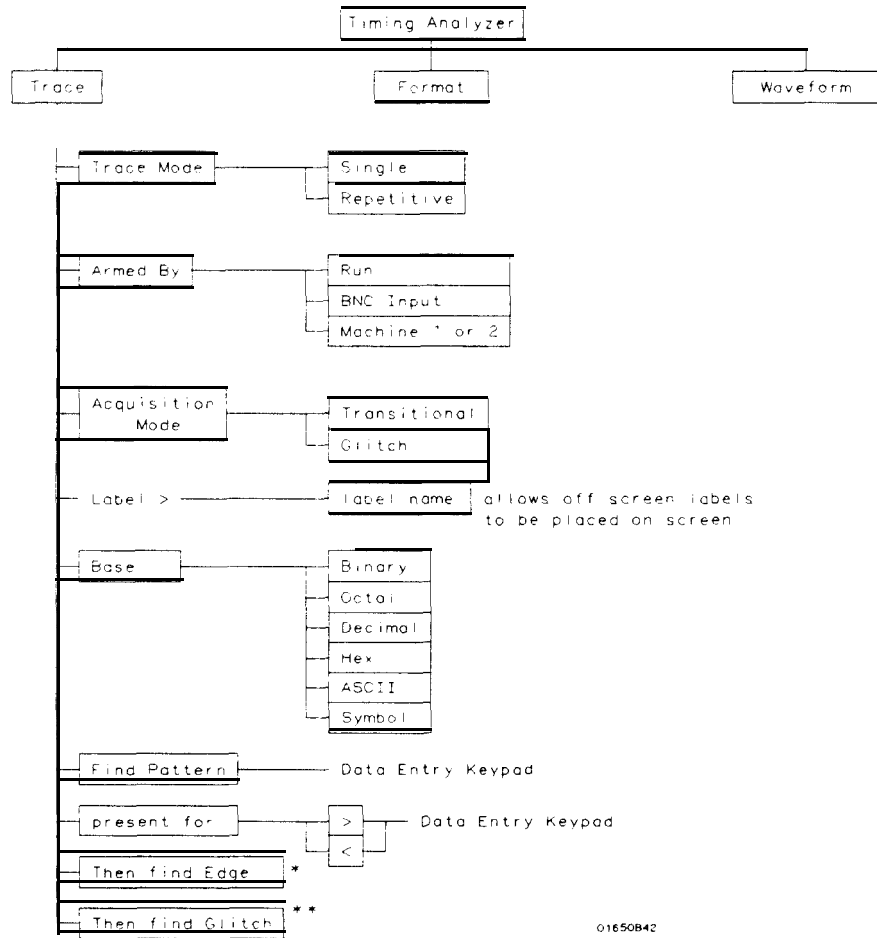 Timing Analyzer
Trace
Format
Waveform
Trace Mode
Single
Repetitive
Armed By
Run
BNC Input
Machine 1 or 2
Acquisition
Mode
Transitional
Glitch
Label >
label name
allows off screen labels
to be placed on screen
Base
Binary
Octal
Decimal
Hex
ASCII
Symbol
Find Pattern
Data Entry Keypad
present for
>
Data Entry Keypad
<
Then find Edge *
Then find Glitch **
01650B42